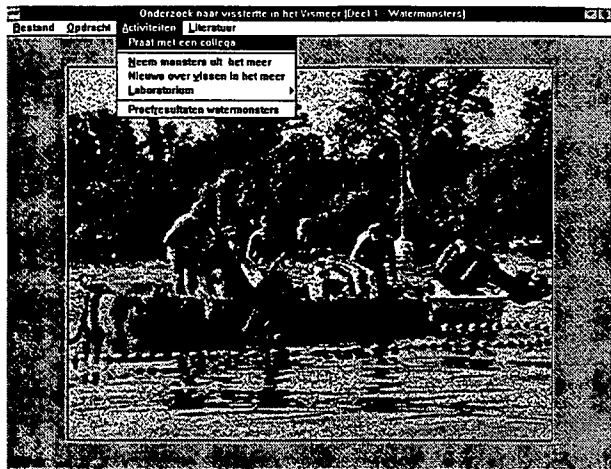 Onderzoek naar vissterfte in het Vismeer (Deel 1 - Watermonsters)
Bestand Opdracht Activiteiten Literatuur
Praat met een collega
Neem monsters uit het meer
Nieuws over vissen in het meer
Laboratorium
Proefresultaten watermonsters